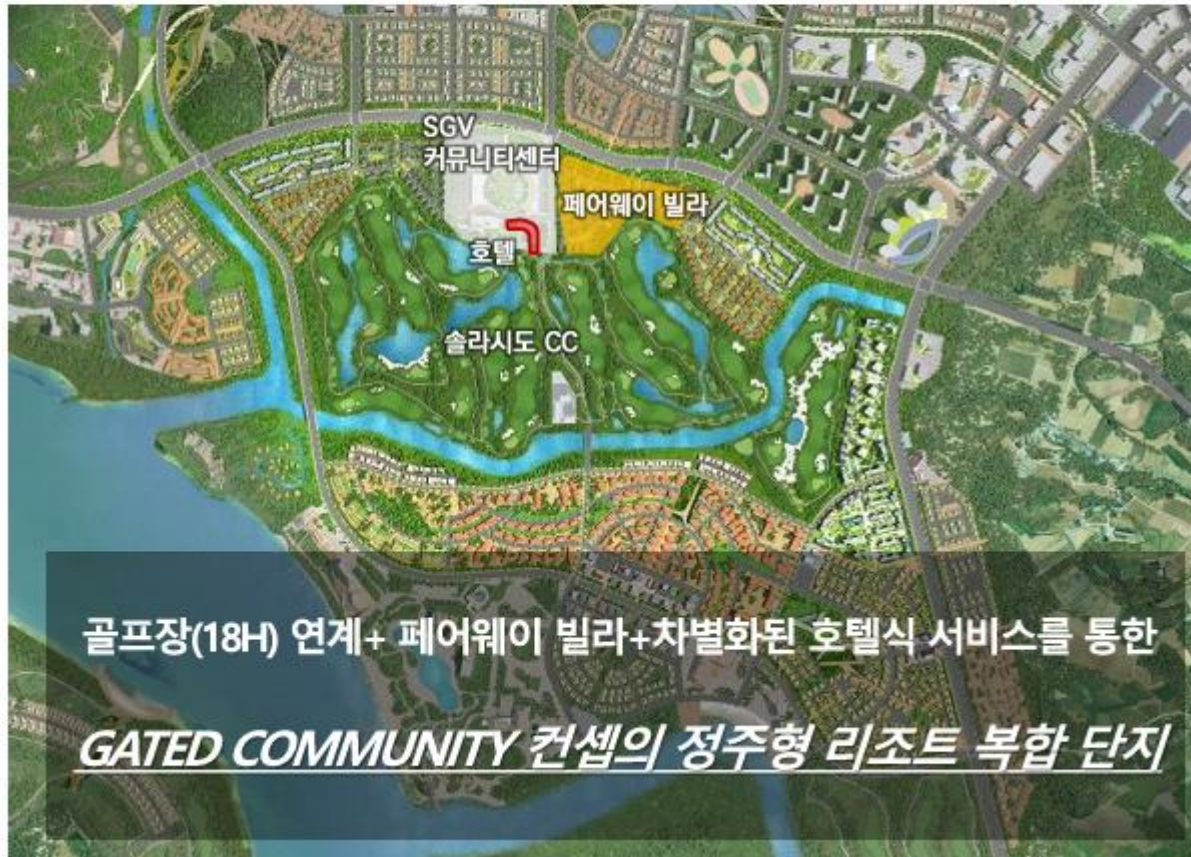 SGV
커뮤니티센터
페어웨이 빌라
호텔
솔라시도 CC
골프장(18H) 연계+ 페어웨이 빌라+차별화된 호텔식 서비스를 통한
GATED COMMUNITY 컨셉의 정주형 리조트 복합 단지